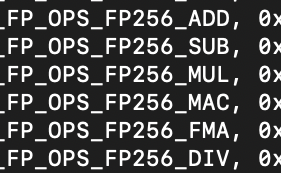 _FP_OPS_FP256_ADD, 0x
_FP_OPS_FP256_SUB, 0x
_FP_OPS_FP256_MUL, 0x
_FP_OPS_FP256_MAC, 0x
_FP_OPS_FP256_FMA, 0x
_FP_OPS_FP256_DIV, 0x